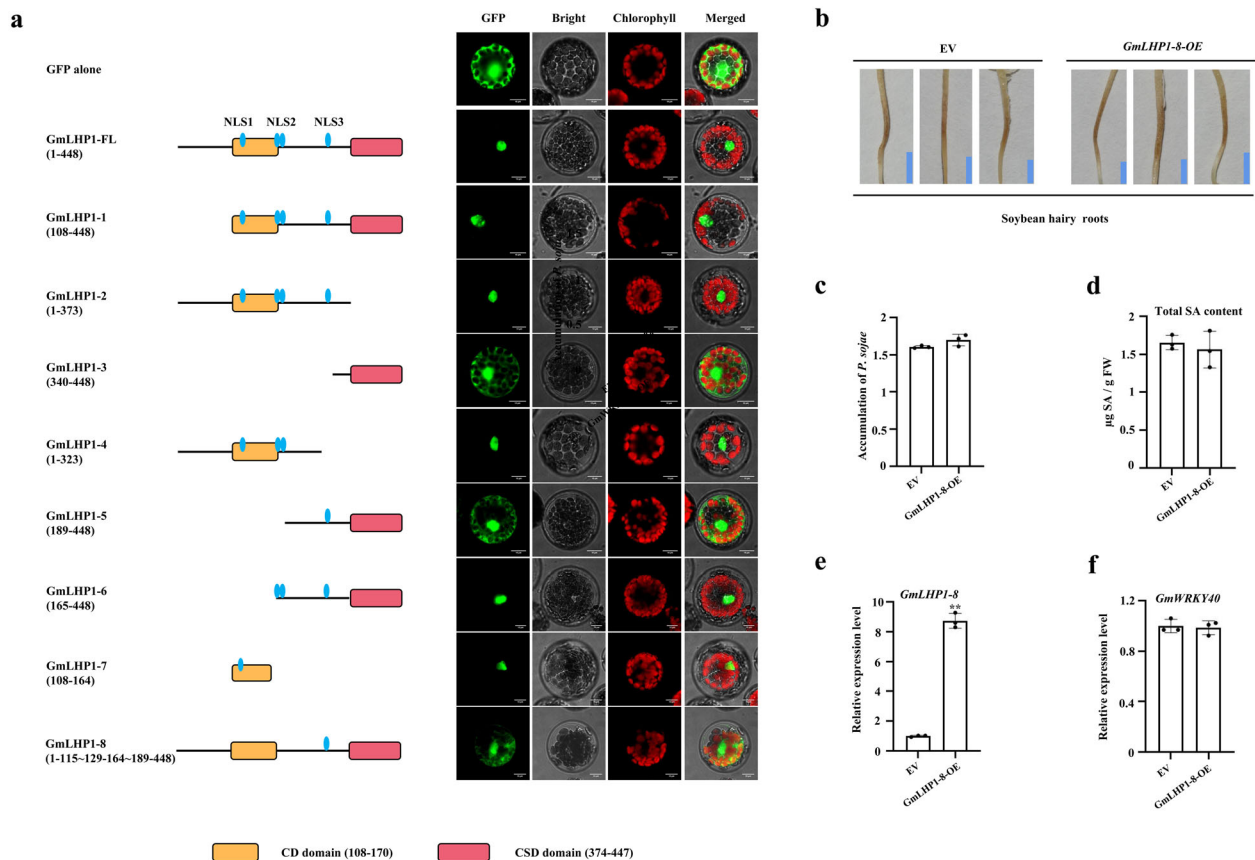 a
GFP
Bright
Chlorophyll
Merged
GFP alone
NLS1
NLS2
NLS3
GmLHP1-FL
(1-448)
GmLHP1-1
(108-448)
GmLHP1-2
(1-373)
GmLHP1-3
(340-448)
GmLHP1-4
(1-323)
GmLHP1-5
(189-448)
GmLHP1-6
(165-448)
GmLHP1-7
(108-164)
GmLHP1-8
(1-115~129-164~189-448)
CD domain (108-170)
CSD domain (374-447)
b
EV
GmLHP1-8-OE
Soybean hairy roots
c
Accumulation of P. sojae
2
1.5
1
0.5
0
EV
GmLHP1-8-OE
d
Total SA content
µg SA / g FW
2
1.5
1
0.5
0
EV
GmLHP1-8-OE
e
GmLHP1-8
Relative expression level
10
8
6
4
2
0
**
EV
GmLHP1-8-OE
f
GmWRKY40
Relative expression level
1.2
0.8
0.4
0
EV
GmLHP1-8-OE